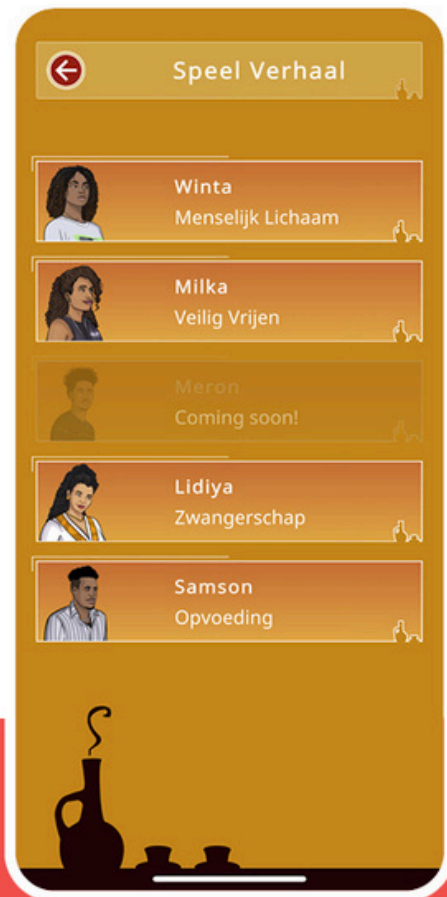 Speel Verhaal
Winta
Menselijk Lichaam
Milka
Veilig Vrijen
Meron
Coming soon!
Lidiya
Zwangerschap
Samson
Opvoeding